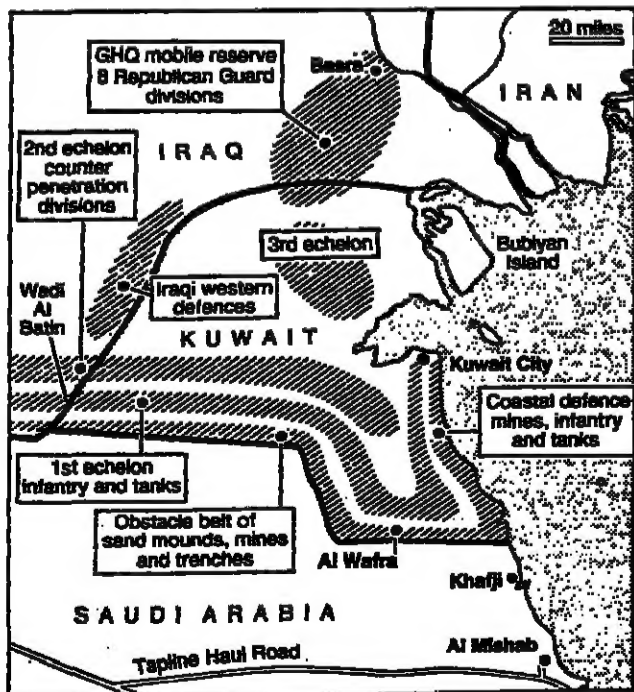 20 miles
GHQ mobile reserve
8 Republican Guard
divisions
Basra
IRAN
IRAQ
2nd echelon
counter
penetration
divisions
3rd echelon
Bubiyan
Island
Wadi
Al
Batin
Iraqi western
defences
KUWAIT
Kuwait City
Coastal defence
mines, infantry
and tanks
1st echelon
infantry and tanks
Obstacle belt of
sand mounds, mines
and trenches
Al Wafra
Khafji
SAUDI ARABIA
Al Mishab
Tapline Haul Road